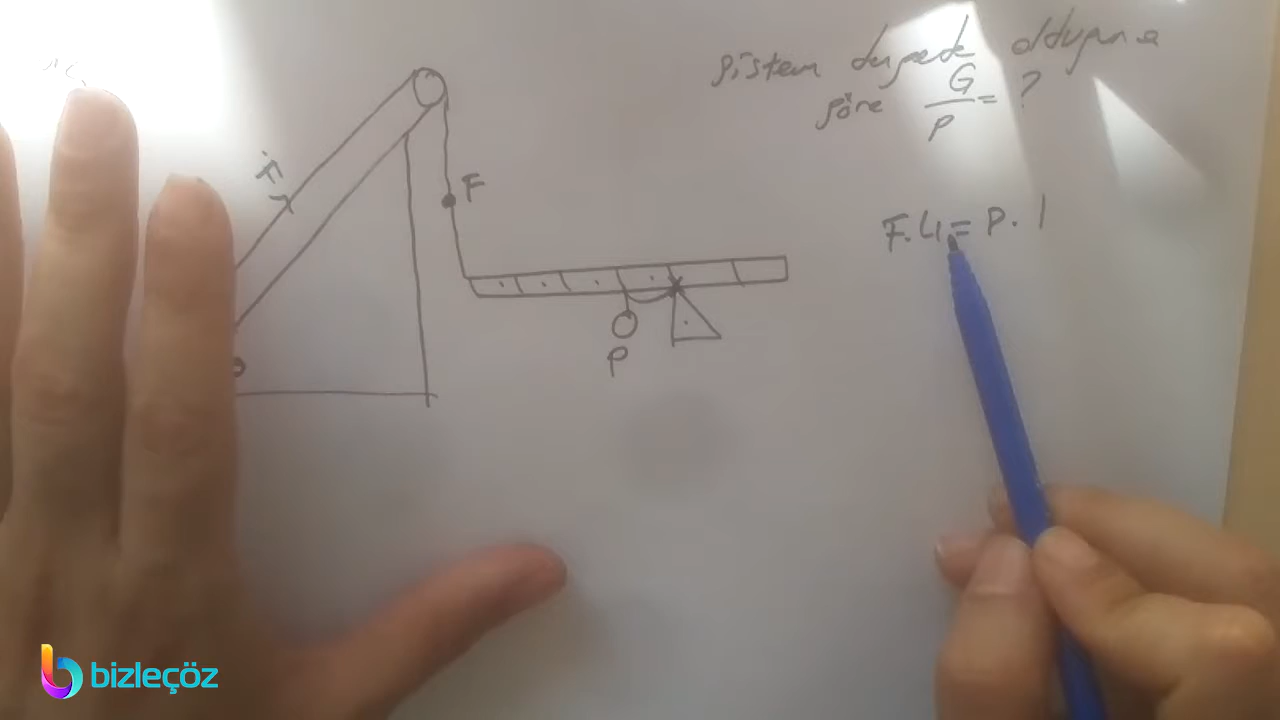 sistem dengede olduğuna
göre G/P = ?
F
F
F.4 = P. 1
P
bizleçöz